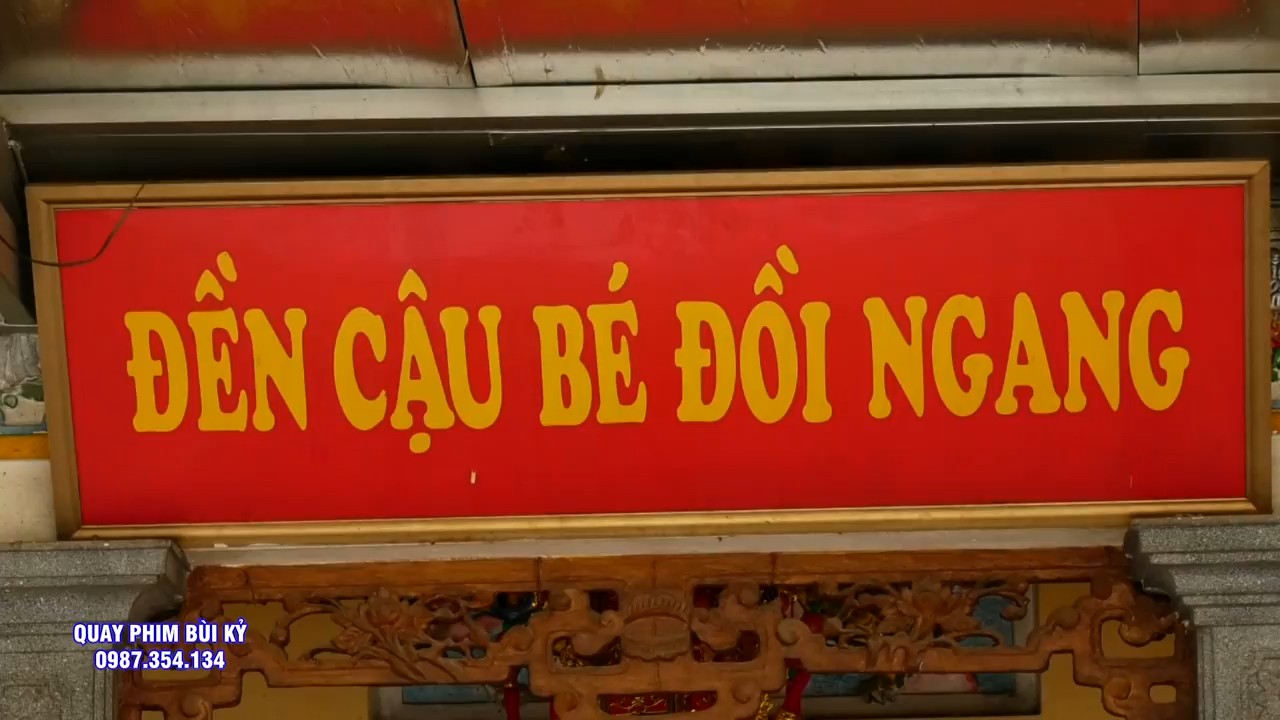 ĐỀN CẬU BÉ ĐỒI NGANG
QUAY PHIM BÙI KỶ
0987.354.134